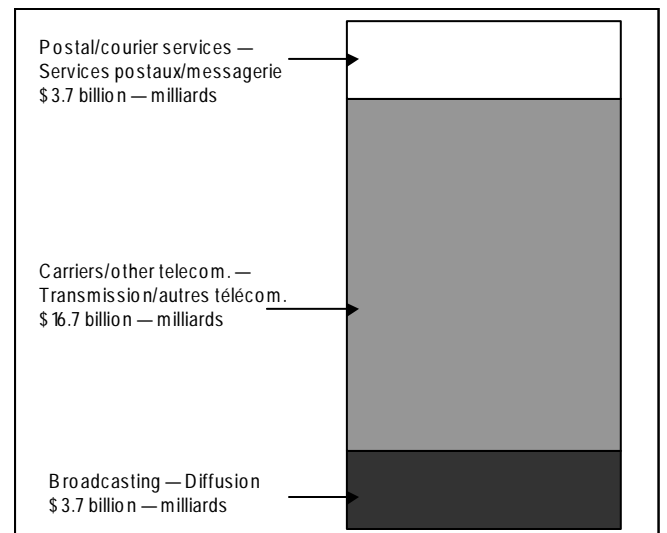 Postal/courier services —
Services postaux/messagerie
$3.7 billion — milliards
Carriers/other telecom. —
Transmission/autres télécom.
$16.7 billion — milliards
Broadcasting — Diffusion
$3.7 billion — milliards